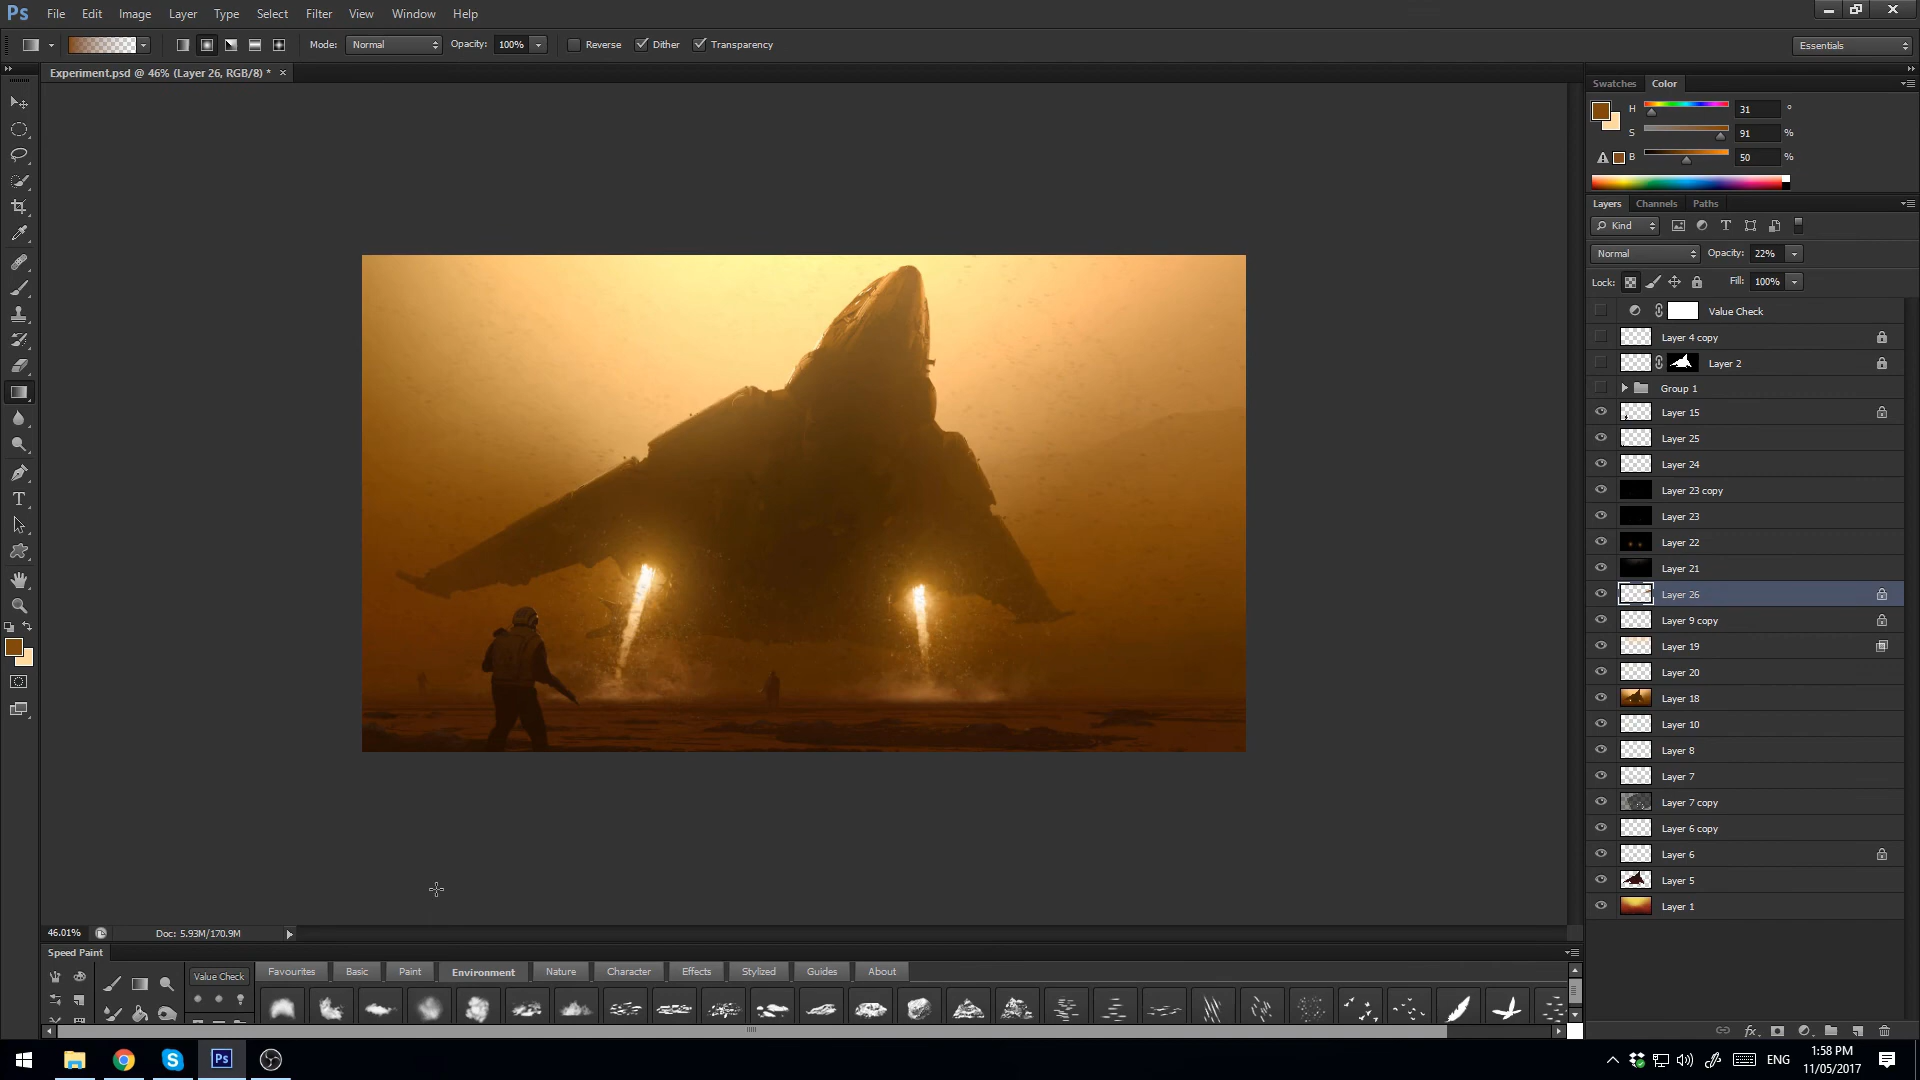 Ps File Edit Image Layer Type Select Filter Extract View Window Help
Mode: Normal Opacity: 100% Reverse Dither Transparency Essentials
Experiment.psd @ 46% (Layer 26, RGB/8) *
Swatches Color
H 31 °
S 91 %
B 50 %
Layers Channels Paths
Kind T
Normal Opacity: 22%
Lock: Fill: 100%
Value Check
Layer 4 copy
Layer 2
Group 1
Layer 15
Layer 25
Layer 24
Layer 23 copy
Layer 23
Layer 22
Layer 21
Layer 26
Layer 9 copy
Layer 19
Layer 20
Layer 18
Layer 10
Layer 8
Layer 7
Layer 7 copy
Layer 6 copy
Layer 6
Layer 5
Layer 1
fx
46.01% Doc: 5.93M/170.9M
Speed Paint
Value Check Favourites Basic Paint Environment Nature Character Effects Stylized Guides About
Ps ENG 1:58 PM
11/05/2017